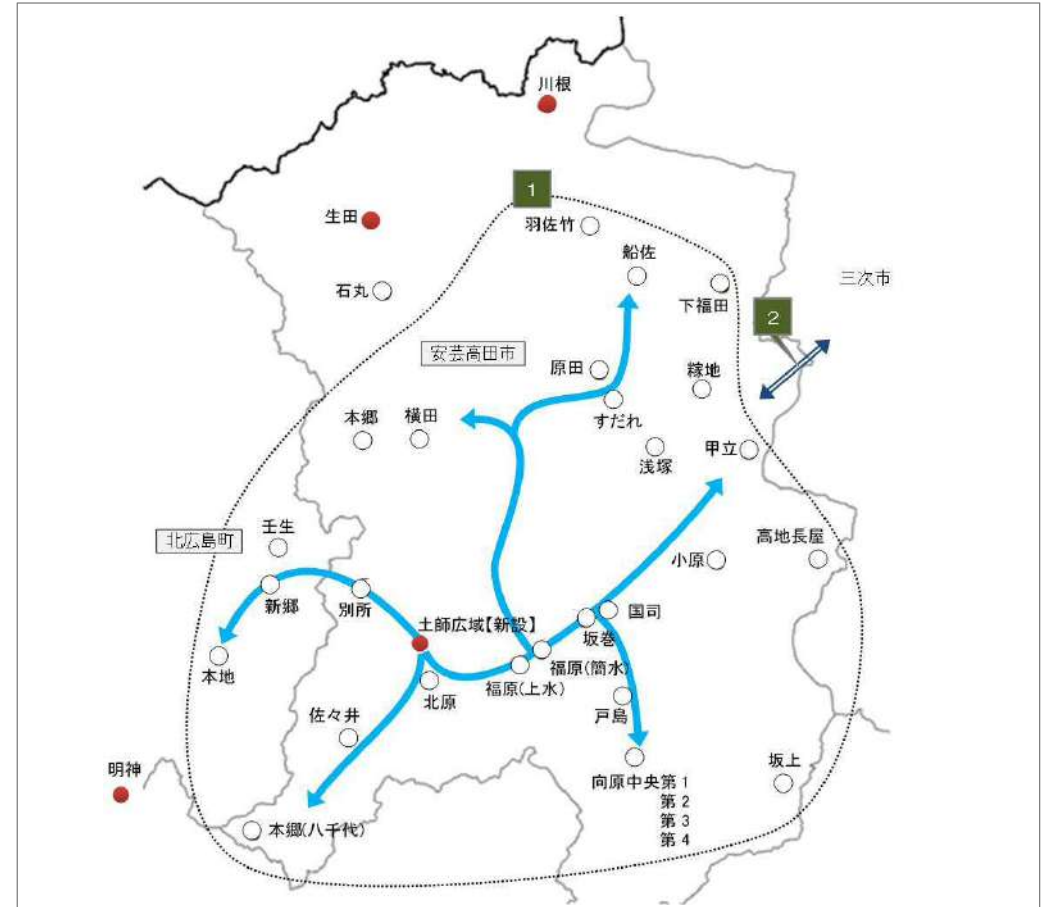 川根
1
生田
羽佐竹
船佐
三次市
石丸
下福田
2
安芸高田市
原田
糘地
すだれ
本郷
横田
甲立
浅塚
壬生
高地長屋
北広島町
小原
新郷
別所
国司
土師広域【新設】
坂巻
福原(簡水)
本地
福原(上水)
北原
戸島
佐々井
明神
坂上
向原中央第1
第2
第3
第4
本郷(八千代)